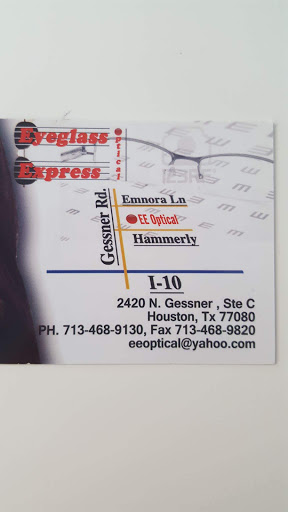 Eyeglass
Express
Optical
Gessner Rd.
Emnora Ln
EE Optical
Hammerly
I-10
2420 N. Gessner , Ste C
Houston, Tx 77080
PH. 713-468-9130, Fax 713-468-9820
eeoptical@yahoo.com